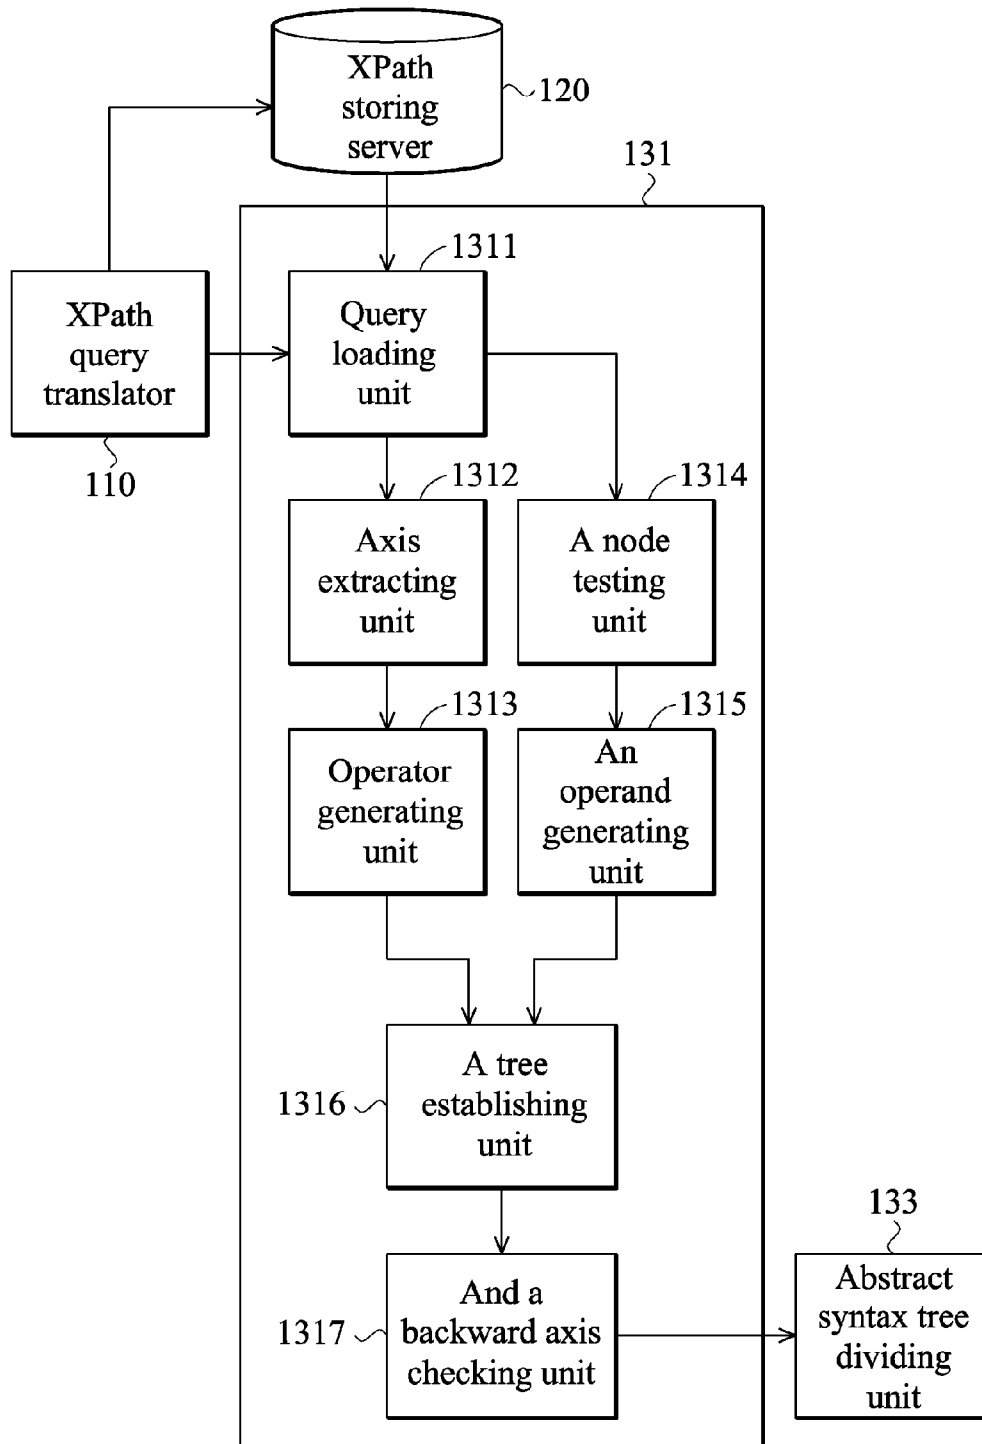 XPath
storing
server
120
131
XPath
query
translator
110
1311
Query
loading
unit
1312
Axis
extracting
unit
1314
A node
testing
unit
1313
Operator
generating
unit
1315
An
operand
generating
unit
1316
A tree
establishing
unit
1317
And a
backward axis
checking unit
133
Abstract
syntax tree
dividing
unit